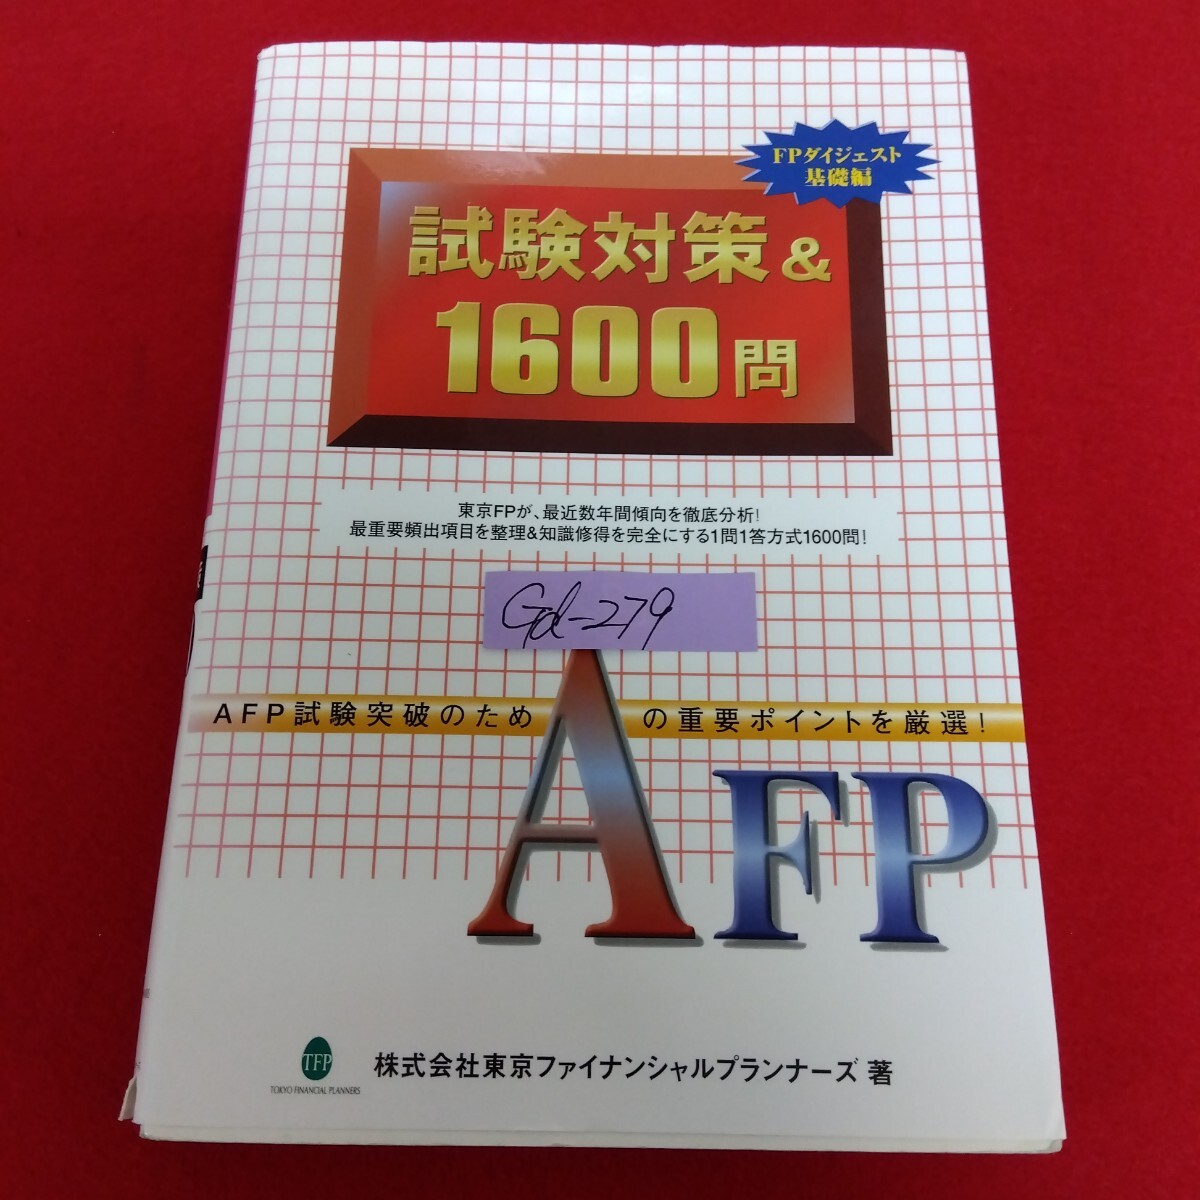 FPダイジェスト
基礎編
試験対策&
1600問
東京FPが、最近数年間傾向を徹底分析!
最重要頻出項目を整理&知識修得を完全にする1問1答方式1600問!
Gd-279
AFP試験突破のための重要ポイントを厳選!
AFP
TFP
TOKYO FINANCIAL PLANNERS
株式会社東京ファイナンシャルプランナーズ 著